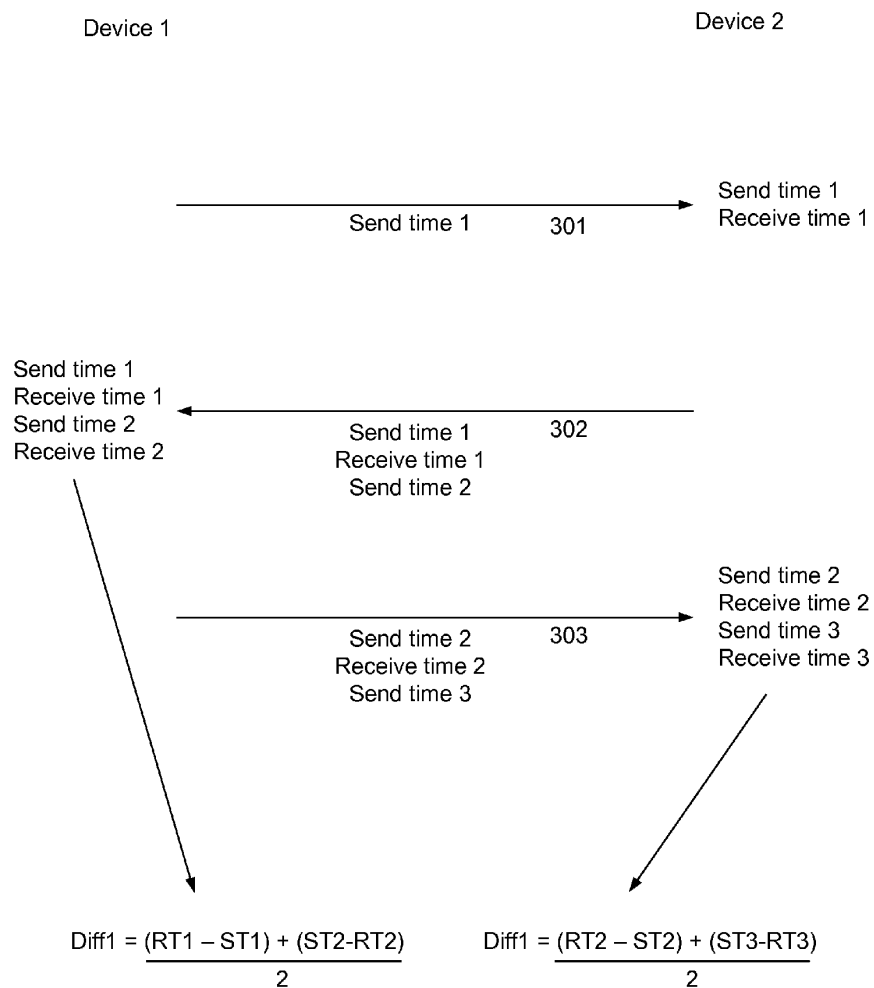 Device 1
Device 2
Send time 1
Receive time 1
Send time 1
301
Send time 1
Receive time 1
Send time 2
Receive time 2
302
Send time 1
Receive time 1
Send time 2
Send time 2
Receive time 2
Send time 3
Receive time 3
303
Send time 2
Receive time 2
Send time 3
Diff1 = (RT1 – ST1) + (ST2-RT2)
2
Diff1 = (RT2 – ST2) + (ST3-RT3)
2